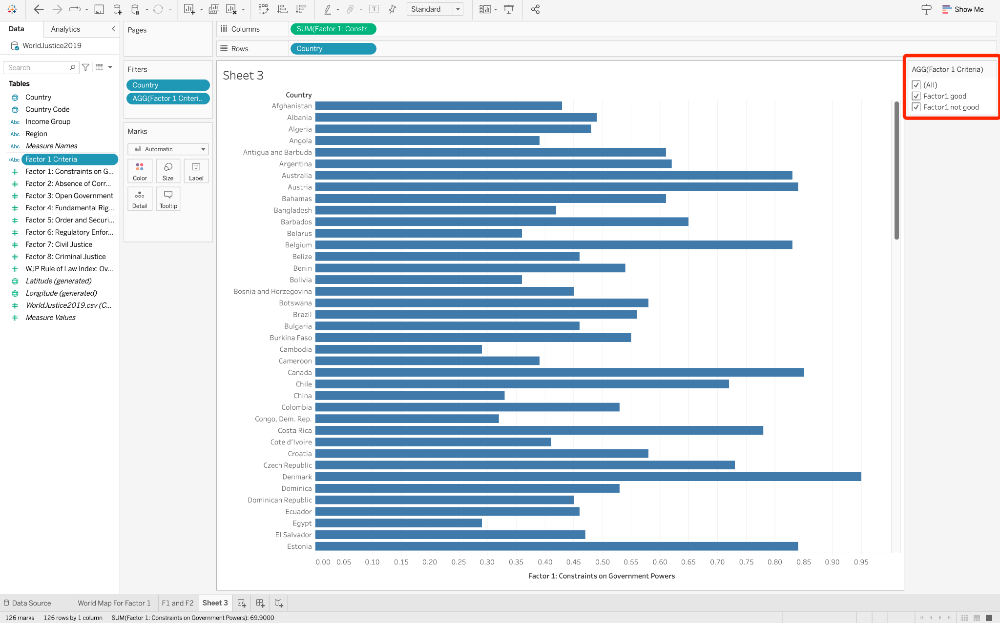 Standard
Show Me
Data
Analytics
WorldJustice2019
Search
Tables
Country
Country Code
Abc Income Group
Abc Region
Abc Measure Names
=Abc Factor 1 Criteria
Factor 1: Constraints on G...
Factor 2: Absence of Corr...
Factor 3: Open Government
Factor 4: Fundamental Rig...
Factor 5: Order and Securi...
Factor 6: Regulatory Enfor...
Factor 7: Civil Justice
Factor 8: Criminal Justice
WJP Rule of Law Index: Ov...
Latitude (generated)
Longitude (generated)
WorldJustice2019.csv (C...
Measure Values
Pages
Filters
Country
AGG(Factor 1 Criteri..
Marks
Automatic
Color
Size
T
Label
Detail
Tooltip
Columns
SUM(Factor 1: Constr..
Rows
Country
Sheet 3
Country
Afghanistan
Albania
Algeria
Angola
Antigua and Barbuda
Argentina
Australia
Austria
Bahamas
Bangladesh
Barbados
Belarus
Belgium
Belize
Benin
Bolivia
Bosnia and Herzegovina
Botswana
Brazil
Bulgaria
Burkina Faso
Cambodia
Cameroon
Canada
Chile
China
Colombia
Congo, Dem. Rep.
Costa Rica
Cote d'Ivoire
Croatia
Czech Republic
Denmark
Dominica
Dominican Republic
Ecuador
Egypt
El Salvador
Estonia
0.00 0.05 0.10 0.15 0.20 0.25 0.30 0.35 0.40 0.45 0.50 0.55 0.60 0.65 0.70 0.75 0.80 0.85 0.90 0.95
Factor 1: Constraints on Government Powers
AGG(Factor 1 Criteria)
(All)
Factor1 good
Factor1 not good
Data Source
World Map For Factor 1
F1 and F2
Sheet 3
126 marks
126 rows by 1 column
SUM(Factor 1: Constraints on Government Powers): 69.9000